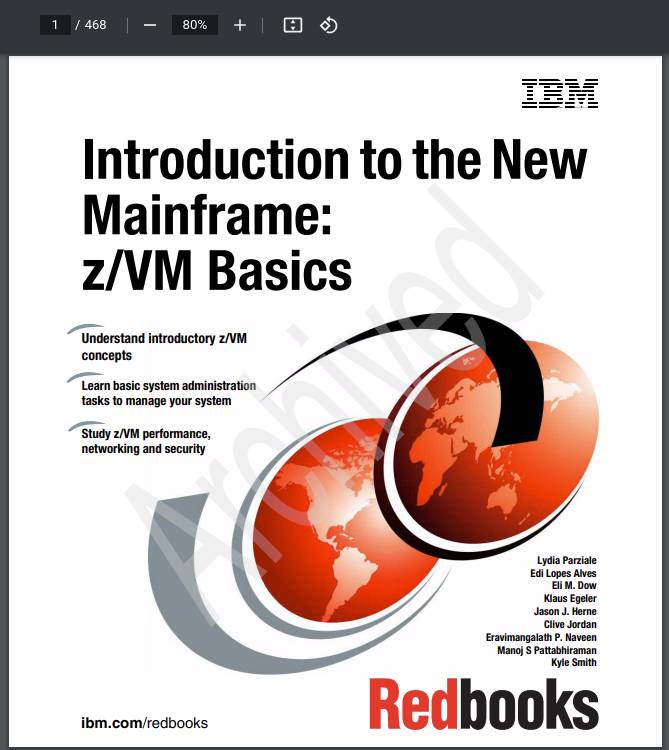 1 / 468
80%
IBM
Introduction to the New
Mainframe:
z/VM Basics
Archived
Understand introductory z/VM
concepts
Learn basic system administration
tasks to manage your system
Study z/VM performance,
networking and security
Lydia Parziale
Edi Lopes Alves
Eli M. Dow
Klaus Egeler
Jason J. Herne
Clive Jordan
Eravimangalath P. Naveen
Manoj S Pattabhiraman
Kyle Smith
ibm.com/redbooks
Redbooks